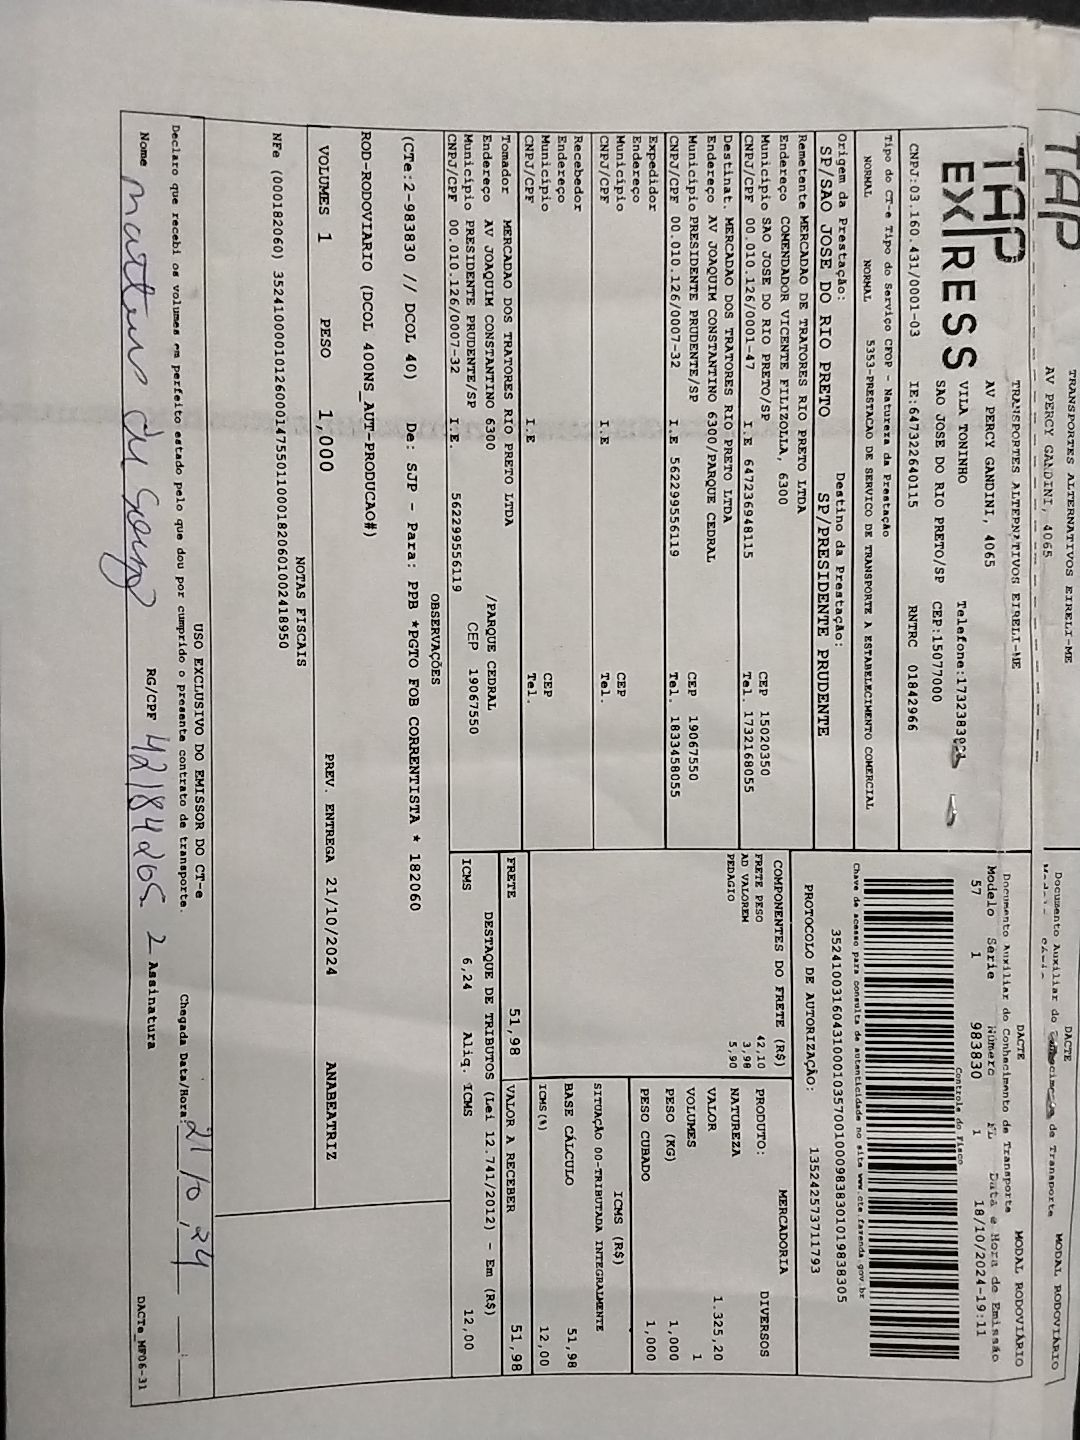 TAP
TRANSPORTES ALTERNATIVOS EIRELI-ME
AV PERCY GANDINI, 4065
DACTE
MODAL RODOVIÁRIO
Documento Auxiliar do de Transporte
TAP
EXPRESS
TRANSPORTES ALTERNATIVOS EIRELI-ME
AV PERCY GANDINI, 4065
VILA TONINHO
SAO JOSE DO RIO PRETO/SP CEP:15077000
CNPJ:03.160.431/0001-03 IE:647322640115 RNTRC 01842966
DACTE MODAL RODOVIÁRIO
Documento Auxiliar do Conhecimento de Transporte
Modelo Série Número FL Data e Hora de Emissão
57 1 983830 1 18/10/2024-19:11
Controle do Fisco
Chave de acesso para consulta de autenticidade no site www.cte.fazenda.gov.br
35241003160431000103570010009838301019838305
PROTOCOLO DE AUTORIZAÇÃO: 135242573711793
Tipo do CT-e Tipo do Serviço CFOP - Natureza da Prestação
NORMAL NORMAL 5353-PRESTACAO DE SERVICO DE TRANSPORTE A ESTABELECIMENTO COMERCIAL
Origem da Prestação: Destino da Prestação:
SP/SAO JOSE DO RIO PRETO SP/PRESIDENTE PRUDENTE
Remetente MERCADAO DE TRATORES RIO PRETO LTDA
Endereço COMENDADOR VICENTE FILIZOLLA, 6300
Município SAO JOSE DO RIO PRETO/SP CEP 15020350
CNPJ/CPF 00.010.126/0001-47 I.E 647236948115 Tel. 1732168055
Destinat. MERCADAO DOS TRATORES RIO PRETO LTDA
Endereço AV JOAQUIM CONSTANTINO 6300/PARQUE CEDRAL
Município PRESIDENTE PRUDENTE/SP CEP 19067550
CNPJ/CPF 00.010.126/0007-32 I.E 562299556119 Tel. 1833458055
Expedidor
Endereço
Município CEP
CNPJ/CPF I.E Tel.
Recebedor
Endereço
Município CEP
CNPJ/CPF I.E Tel.
Tomador MERCADAO DOS TRATORES RIO PRETO LTDA
Endereço AV JOAQUIM CONSTANTINO 6300 /PARQUE CEDRAL
Município PRESIDENTE PRUDENTE/SP CEP 19067550
CNPJ/CPF 00.010.126/0007-32 I.E. 562299556119
COMPONENTES DO FRETE (R$)
FRETE PESO 42,10
AD VALOREM 3,98
PEDAGIO 5,90
MERCADORIA
PRODUTO: DIVERSOS
NATUREZA
VALOR 1.325,20
VOLUMES 1
PESO (KG) 1,000
PESO CUBADO 1,000
ICMS (R$)
SITUAÇÃO 00-TRIBUTADA INTEGRALMENTE
BASE CÁLCULO 51,98
ICMS(%) 12,00
FRETE 51,98 VALOR A RECEBER 51,98
DESTAQUE DE TRIBUTOS (Lei 12.741/2012) - Em (R$)
ICMS 6,24 Aliq. ICMS 12,00
OBSERVAÇÕES
(CTe:2-983830 // DCOL 40) De: SJP - Para: PPB *PGTO FOB CORRENTISTA * 182060
ROD-RODOVIARIO (DCOL 400NS_AUT-PRODUCAO#)
VOLUMES 1 PESO 1,000 PREV. ENTREGA 21/10/2024 ANABEATRIZ
NOTAS FISCAIS
NFe (000182060) 35241000010126000147550110001820601002418950
USO EXCLUSIVO DO EMISSOR DO CT-e
Declaro que recebi os volumes em perfeito estado pelo que dou por cumprido o presente contrato de transporte. Chegada Data/Hora: 21/10/24
Nome RG/CPF Assinatura
DACTe_MF06-31